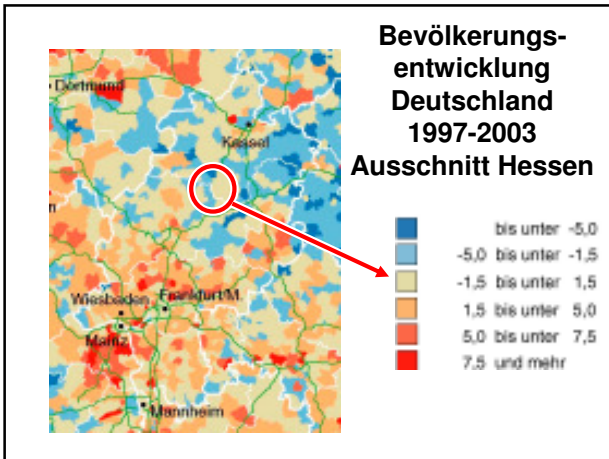 Bevölkerungs-
entwicklung
Deutschland
1997-2003
Ausschnitt Hessen
Dortmund
Kassel
Wiesbaden
Frankfurt/M.
Mainz
Mannheim
bis unter -5,0
-5,0 bis unter -1,5
-1,5 bis unter 1,5
1,5 bis unter 5,0
5,0 bis unter 7,5
7,5 und mehr